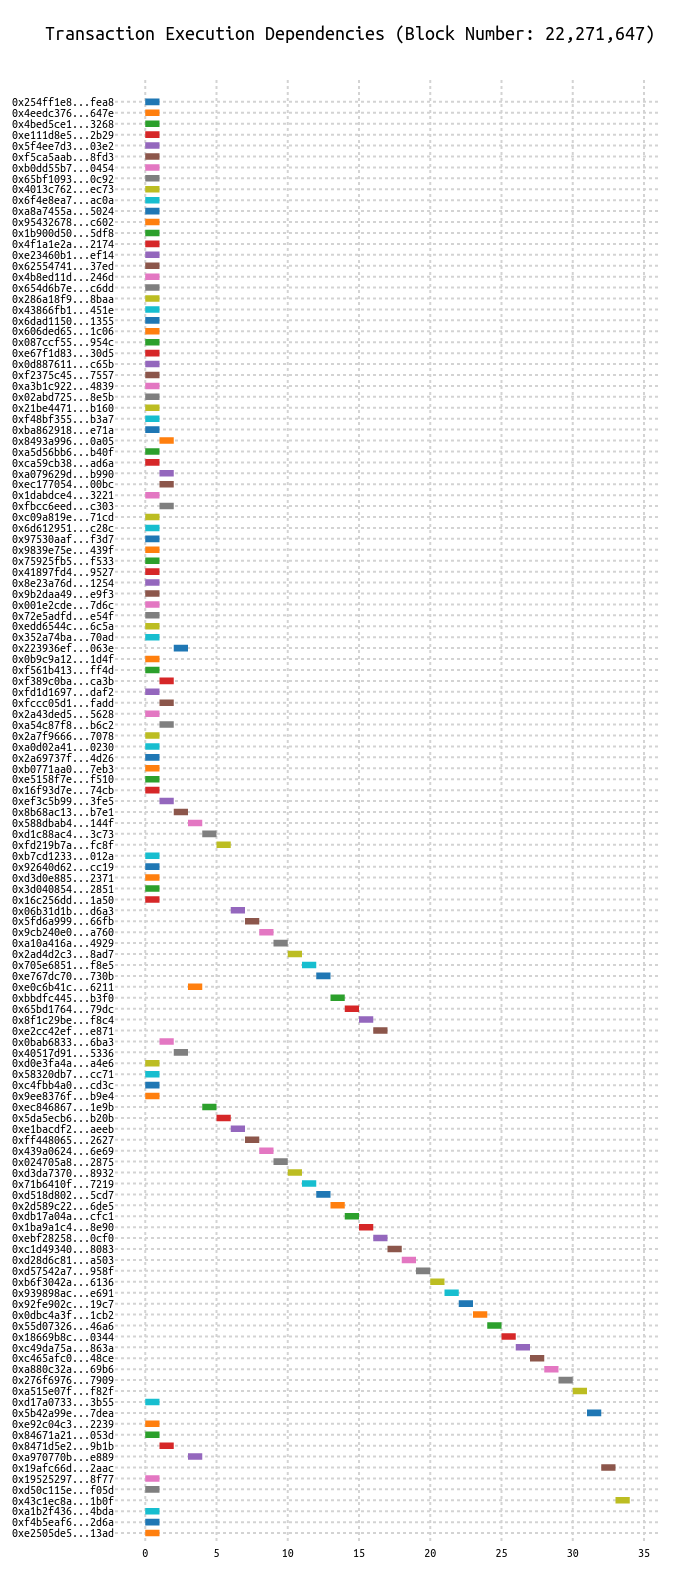 Transaction Execution Dependencies (Block Number: 22,271,647)
0x254ff1e8...fea8
0x4eedc376...647e
0x4bed5ce1...3268
0xe111d8e5...2b29
0x5f4ee7d3...03e2
0xf5ca5aab...8fd3
0xb0dd55b7...0454
0x65bf1093...0c92
0x4013c762...ec73
0x6f4e8ea7...ac0a
0xa8a7455a...5024
0x95432678...c602
0x1b900d50...5df8
0x4f1a1e2a...2174
0xe23460b1...ef14
0x62554741...37ed
0x4b8ed11d...246d
0x654d6b7e...c6dd
0x286a18f9...8baa
0x43866fb1...451e
0x6dad1150...1355
0x606ded65...1c06
0x087ccf55...954c
0xe67f1d83...30d5
0x0d887611...c65b
0xf2375c45...7557
0xa3b1c922...4839
0x02abd725...8e5b
0x21be4471...b160
0xf48bf355...b3a7
0xba862918...e71a
0x8493a996...0a05
0xa5d56bb6...b40f
0xca59cb38...ad6a
0xa079629d...b990
0xec177054...00bc
0x1dabdce4...3221
0xfbcc6eed...c303
0xc09a819e...71cd
0x6d612951...c28c
0x97530aaf...f3d7
0x9839e75e...439f
0x75925fb5...f533
0x41897fd4...9527
0x8e23a76d...1254
0x9b2daa49...e9f3
0x001e2cde...7d6c
0x72e5adfd...e54f
0xedd6544c...6c5a
0x352a74ba...70ad
0x223936ef...063e
0x0b9c9a12...1d4f
0xf561b413...ff4d
0xf389c0ba...ca3b
0xfd1d1697...daf2
0xfccc05d1...fadd
0x2a43ded5...5628
0xa54c87f8...b6c2
0x2a7f9666...7078
0xa0d02a41...0230
0x2a69737f...4d26
0xb0771aa0...7eb3
0xe5158f7e...f510
0x16f93d7e...74cb
0xef3c5b99...3fe5
0x8b68ac13...b7e1
0x588dbab4...144f
0xd1c88ac4...3c73
0xfd219b7a...fc8f
0xb7cd1233...012a
0x92640d62...cc19
0xd3d0e885...2371
0x3d040854...2851
0x16c256dd...1a50
0x06b31d1b...d6a3
0x5fd6a999...66fb
0x9cb240e0...a760
0xa10a416a...4929
0x2ad4d2c3...8ad7
0x705e6851...f8e5
0xe767dc70...730b
0xe0c6b41c...6211
0xbbdfc445...b3f0
0x65bd1764...79dc
0x8f1c29be...f8c4
0xe2cc42ef...e871
0x0bab6833...6ba3
0x40517d91...5336
0xd0e3fa4a...a4e6
0x58320db7...cc71
0xc4fbb4a0...cd3c
0x9ee8376f...b9e4
0xec846867...1e9b
0x5da5ecb6...b20b
0xe1bacdf2...aeeb
0xff448065...2627
0x439a0624...6e69
0x024705a8...2875
0xd3da7370...8932
0x71b6410f...7219
0xd518d802...5cd7
0x2d589c22...6de5
0xdb17a04a...cfc1
0x1ba9a1c4...8e90
0xebf28258...0cf0
0xc1d49340...8083
0xd28d6c81...a503
0xd57542a7...958f
0xb6f3042a...6136
0x939898ac...e691
0x92fe902c...19c7
0x0dbc4a3f...1cb2
0x55d07326...46a6
0x18669b8c...0344
0xc49da75a...863a
0xc465afc0...48ce
0xa880c32a...69b6
0x276f6976...7909
0xa515e07f...f82f
0xd17a0733...3b55
0x5b42a99e...7dea
0xe92c04c3...2239
0x84671a21...053d
0x8471d5e2...9b1b
0xa970770b...e889
0x19afc66d...2aac
0x19525297...8f77
0xd50c115e...f05d
0x43c1ec8a...1b0f
0xa1b2f436...4bda
0xf4b5eaf6...2d6a
0xe2505de5...13ad
0 5 10 15 20 25 30 35